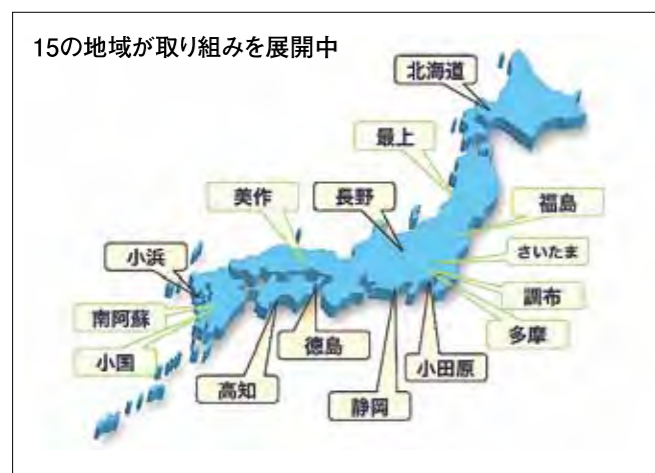 15の地域が取り組みを展開中
北海道
最上
美作
長野
福島
小浜
さいたま
南阿蘇
調布
多摩
小国
徳島
小田原
高知
静岡